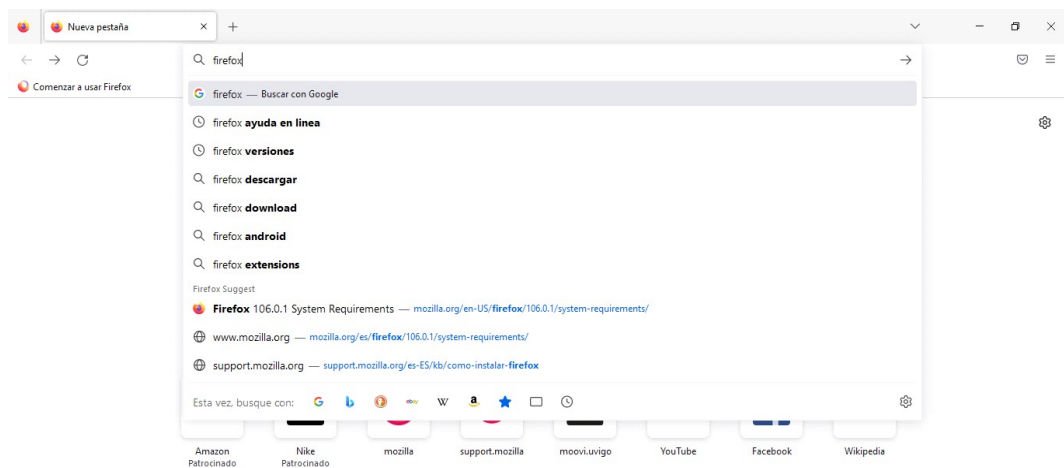 Nueva pestaña
Comenzar a usar Firefox
firefox
firefox — Buscar con Google
firefox ayuda en linea
firefox versiones
firefox descargar
firefox download
firefox android
firefox extensions
Firefox Suggest
Firefox 106.0.1 System Requirements — mozilla.org/en-US/firefox/106.0.1/system-requirements/
www.mozilla.org — mozilla.org/es/firefox/106.0.1/system-requirements/
support.mozilla.org — support.mozilla.org/es-ES/kb/como-instalar-firefox
Esta vez, busque con: ebay W a
Amazon Nike mozilla support.mozilla moovi.uvigo YouTube Facebook Wikipedia
Patrocinado Patrocinado